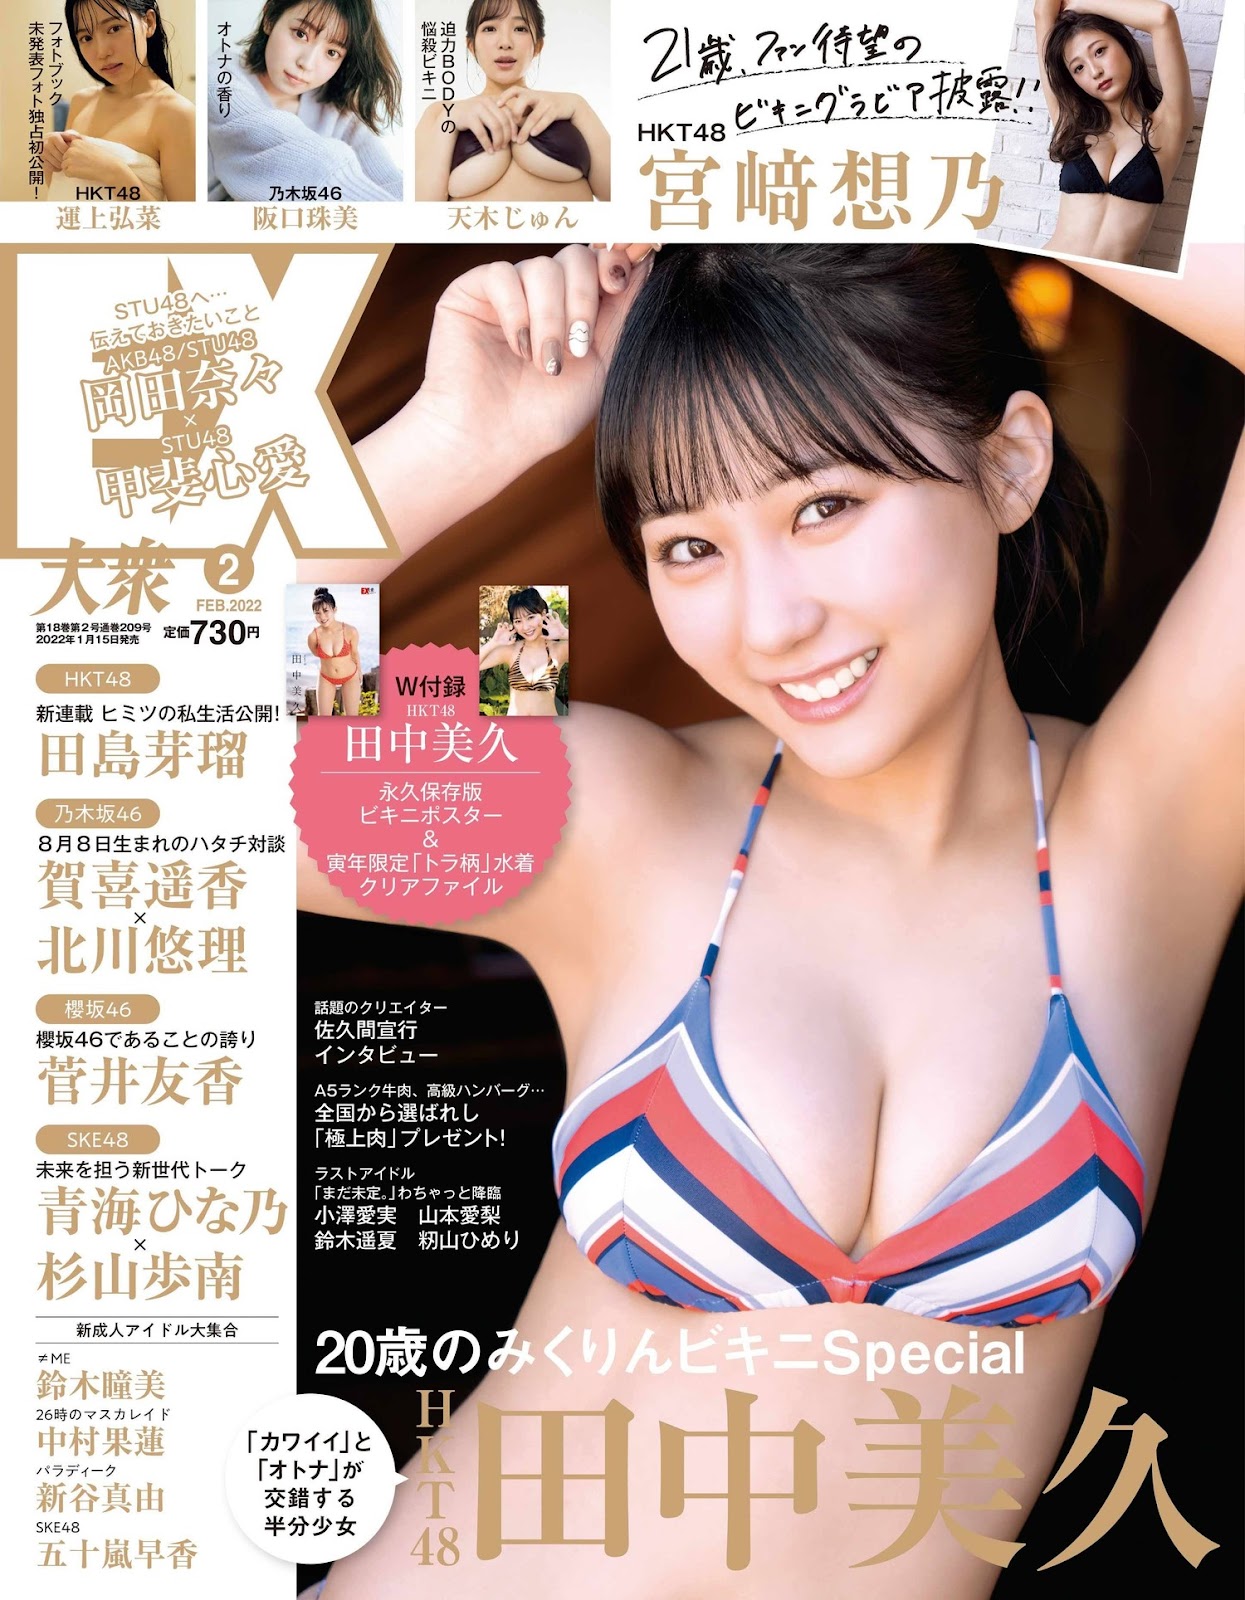 フォトブック
未発表フォト独占初公開!
HKT48
運上弘菜
オトナの香り
乃木坂46
阪口珠美
迫力BODYの
悩殺ビキニ
天木じゅん
21歳、ファン待望の
ビキニグラビア披露!!
HKT48
宮﨑想乃
EX
STU48へ…
伝えておきたいこと
AKB48/STU48
岡田奈々
×
STU48
甲斐心愛
大衆
2
FEB.2022
第18巻第2号通巻209号
2022年1月15日発売
定価730円
HKT48
新連載 ヒミツの私生活公開!
田島芽瑠
乃木坂46
8月8日生まれのハタチ対談
賀喜遥香
×
北川悠理
櫻坂46
櫻坂46であることの誇り
菅井友香
SKE48
未来を担う新世代トーク
青海ひな乃
×
杉山歩南
新成人アイドル大集合
≠ME
鈴木瞳美
26時のマスカレイド
中村果蓮
パラディーク
新谷真由
SKE48
五十嵐早香
EX
田中美久
W付録
HKT48
田中美久
永久保存版
ビキニポスター
&
寅年限定「トラ柄」水着
クリアファイル
話題のクリエイター
佐久間宣行
インタビュー
A5ランク牛肉、高級ハンバーグ…
全国から選ばれし
「極上肉」プレゼント!
ラストアイドル
「まだ未定。」わちゃっと降臨
小澤愛実 山本愛梨
鈴木遥夏 籾山ひめり
20歳のみくりんビキニSpecial
HKT48
田中美久
「カワイイ」と
「オトナ」が
交錯する
半分少女